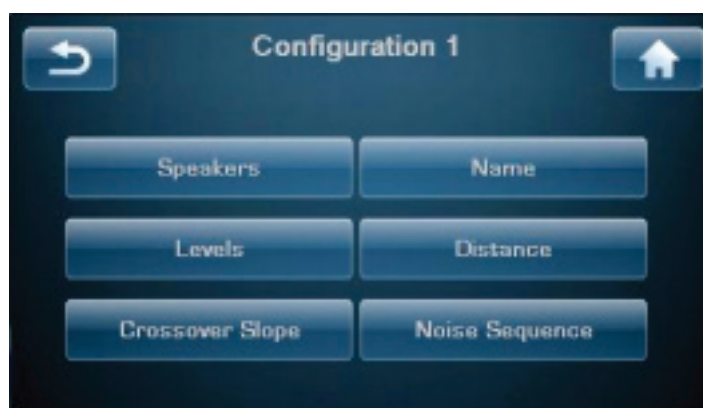 Configuration 1
Speakers
Name
Levels
Distance
Crossover Slope
Noise Sequence